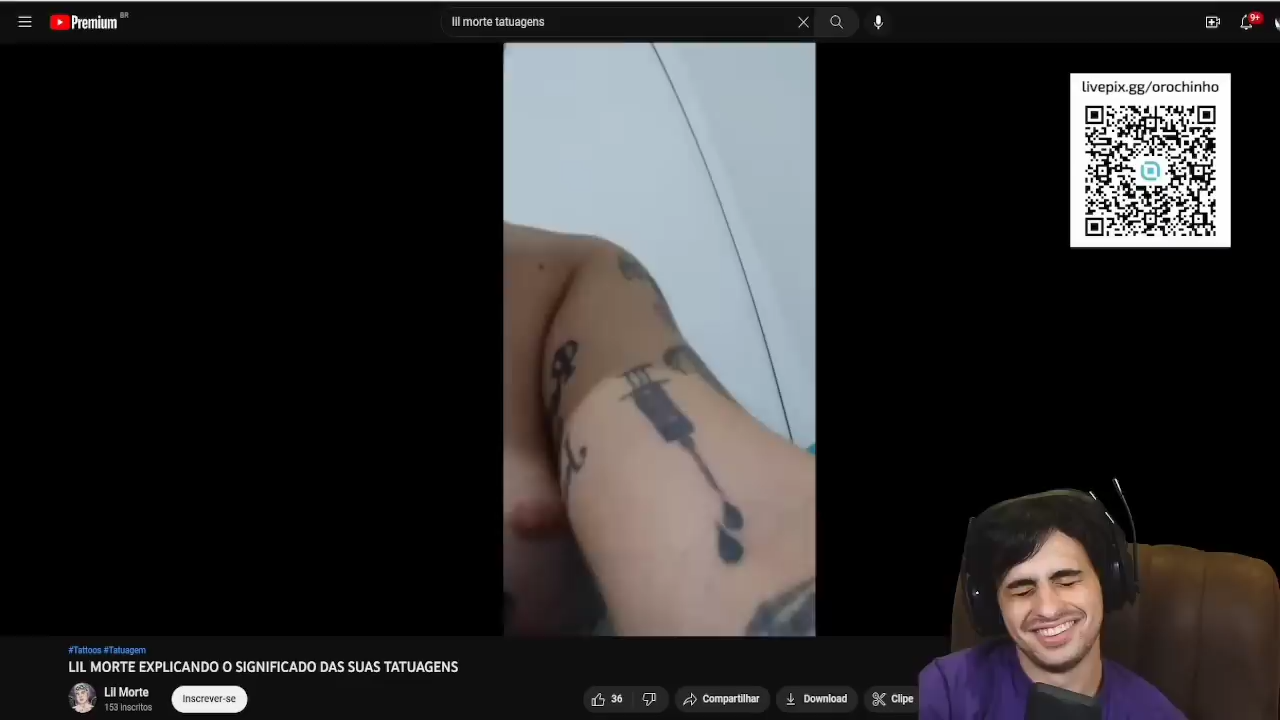 Premium BR
lil morte tatuagens
9+
livepix.gg/orochinho
#Tattoos #Tatuagem
LIL MORTE EXPLICANDO O SIGNIFICADO DAS SUAS TATUAGENS
Lil Morte
153 inscritos
Inscrever-se
36
Compartilhar
Download
Clipe